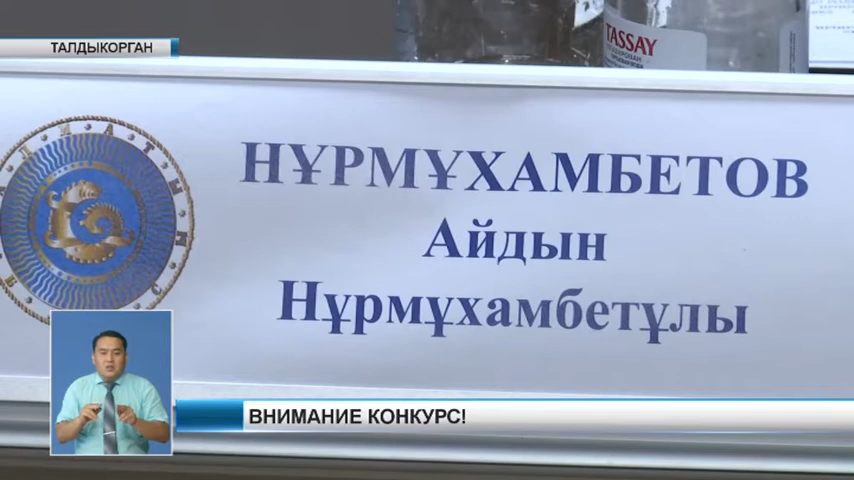 ТАЛДЫКОРГАН
TASSAY
НҰРМҰХАМБЕТОВ
Айдын
Нұрмұхамбетұлы
ВНИМАНИЕ КОНКУРС!